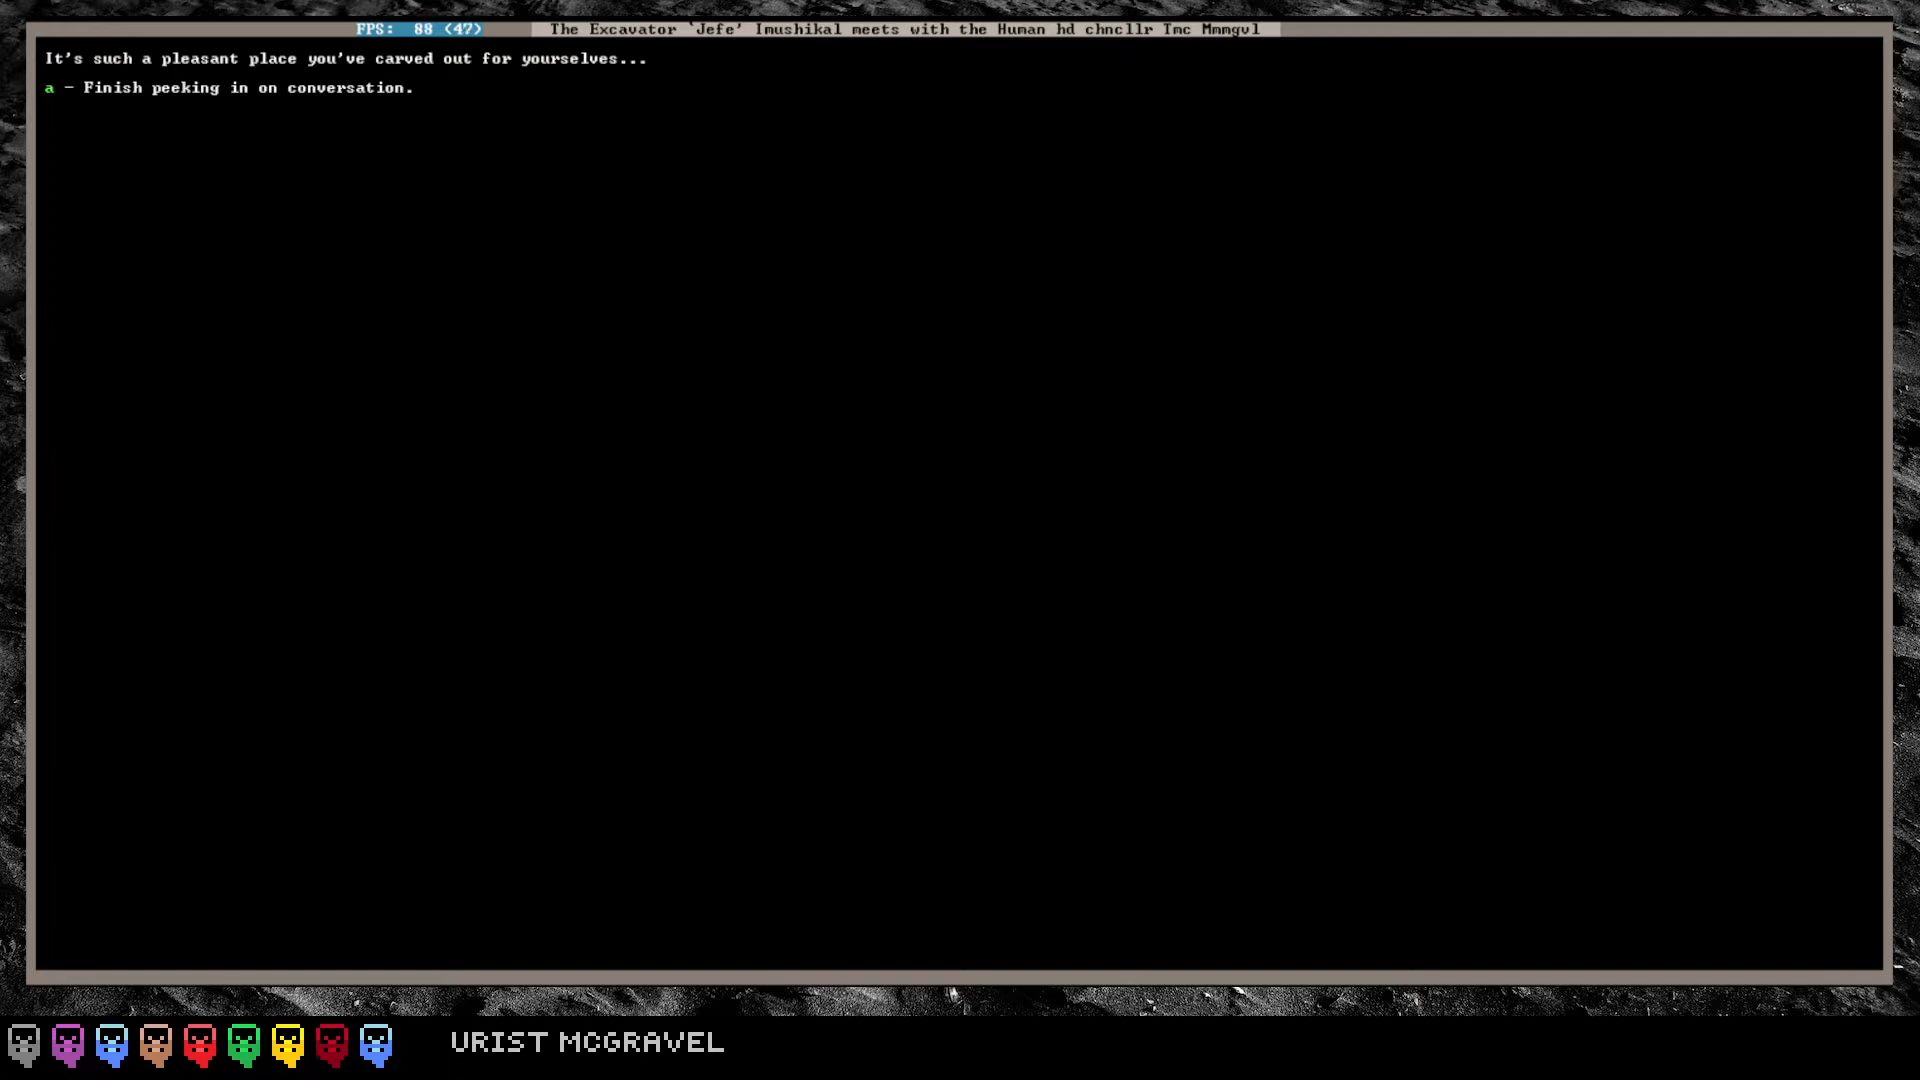 FPS: 88 (47)
The Excavator `Jefe' Imushikal meets with the Human hd chncllr Tmc Mmmgvl
It's such a pleasant place you've carved out for yourselves...
a - Finish peeking in on conversation.
URIST MCGRAVEL